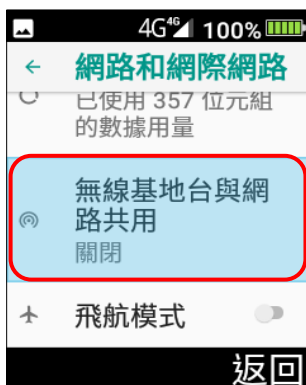 4G 4G 100%
網路和網際網路
已使用 357 位元組
的數據用量
無線基地台與網
路共用
關閉
飛航模式
返回